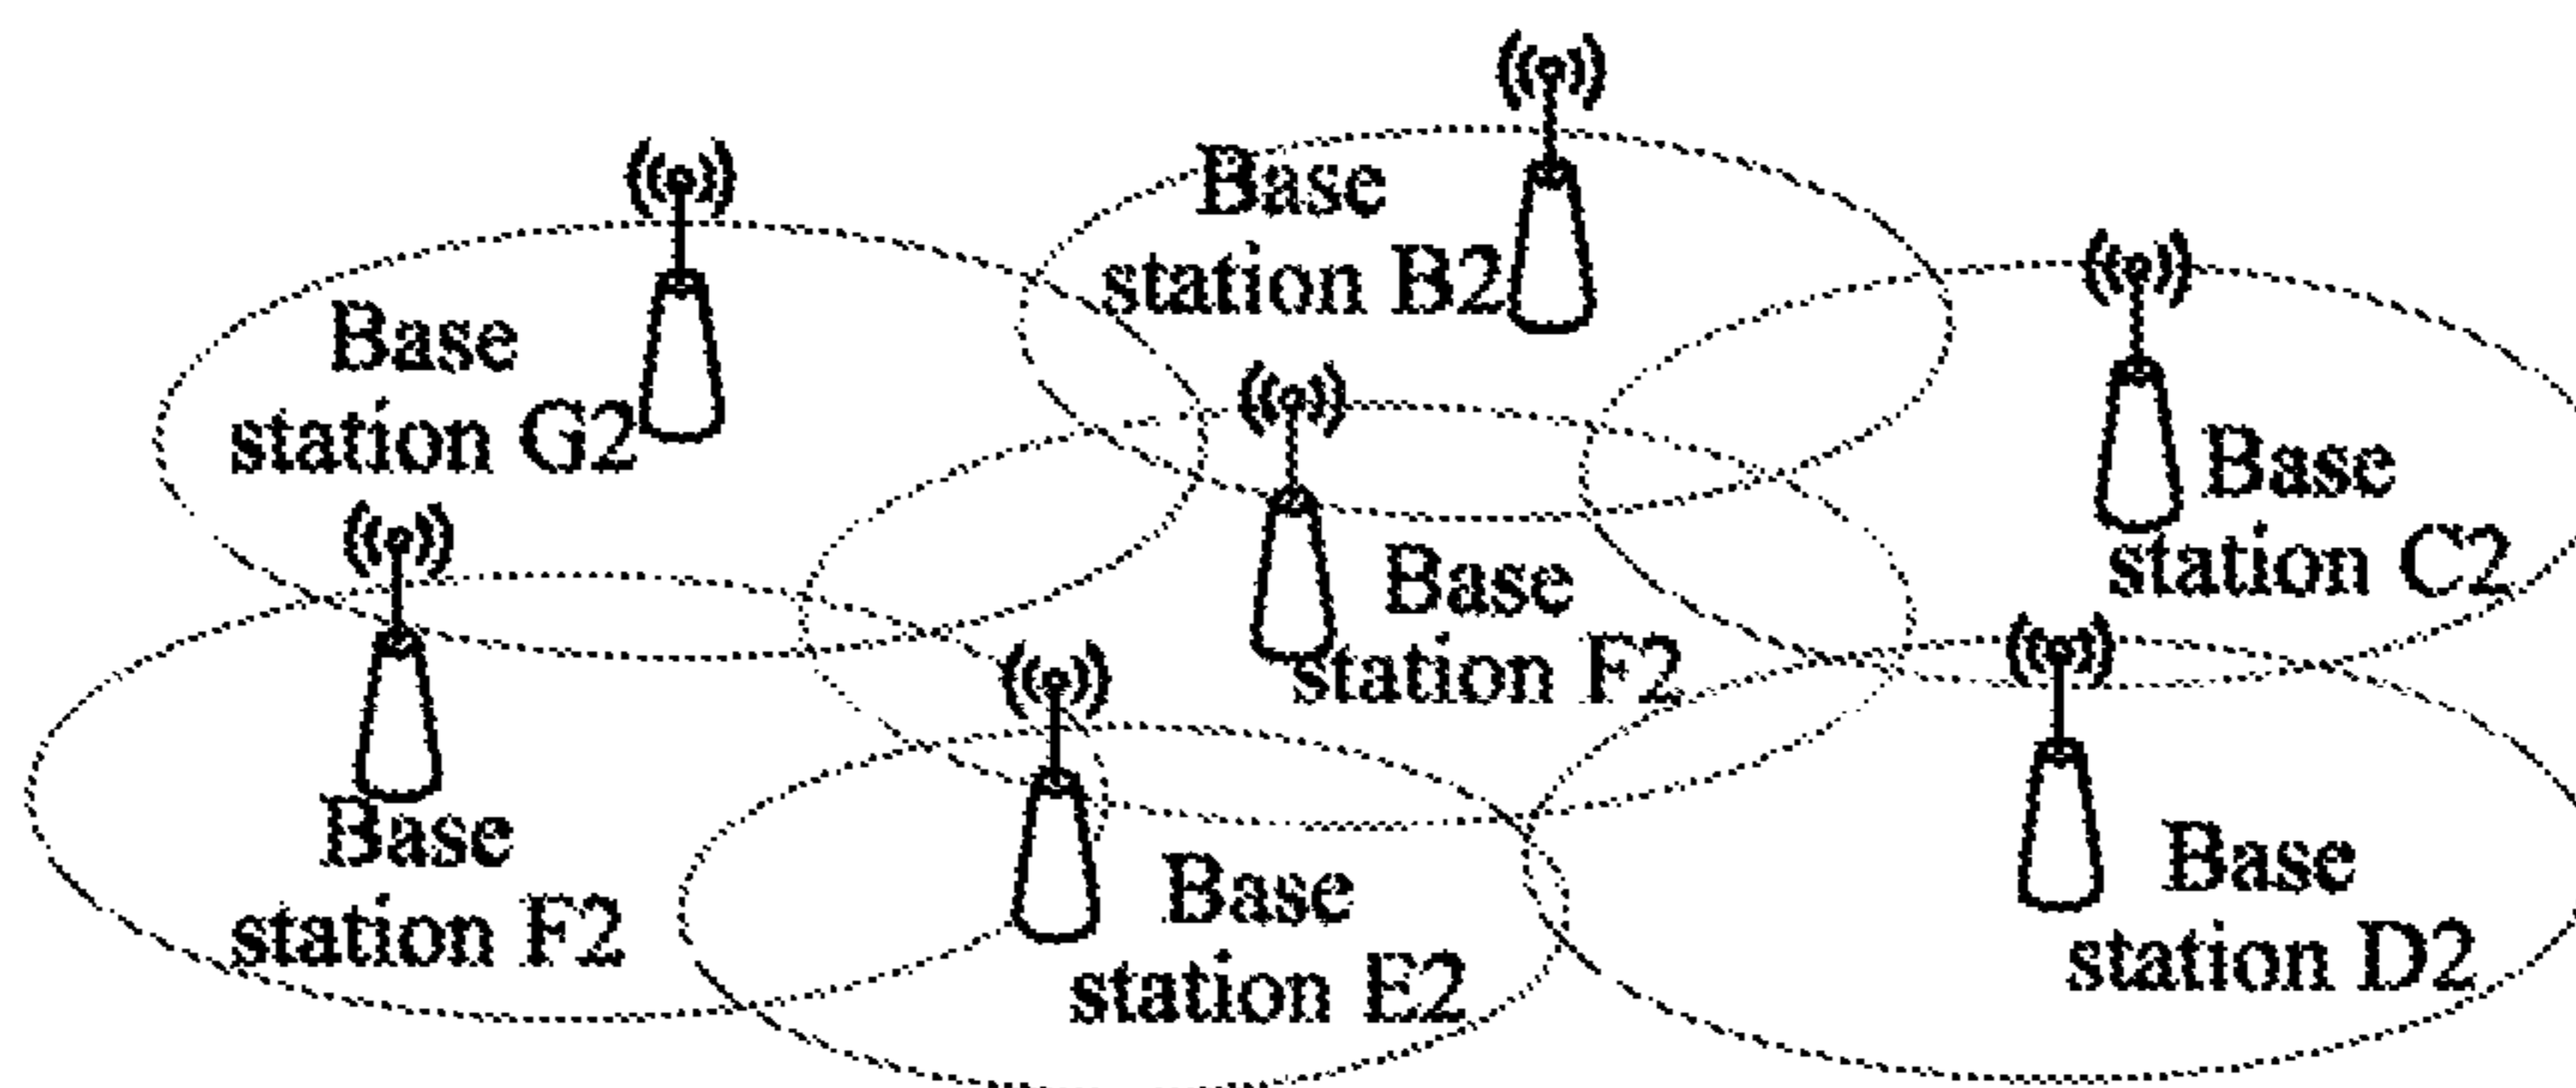 Base
station B2
Base
station G2
Base
station C2
Base
station F2
Base
station F2
Base
station E2
Base
station D2